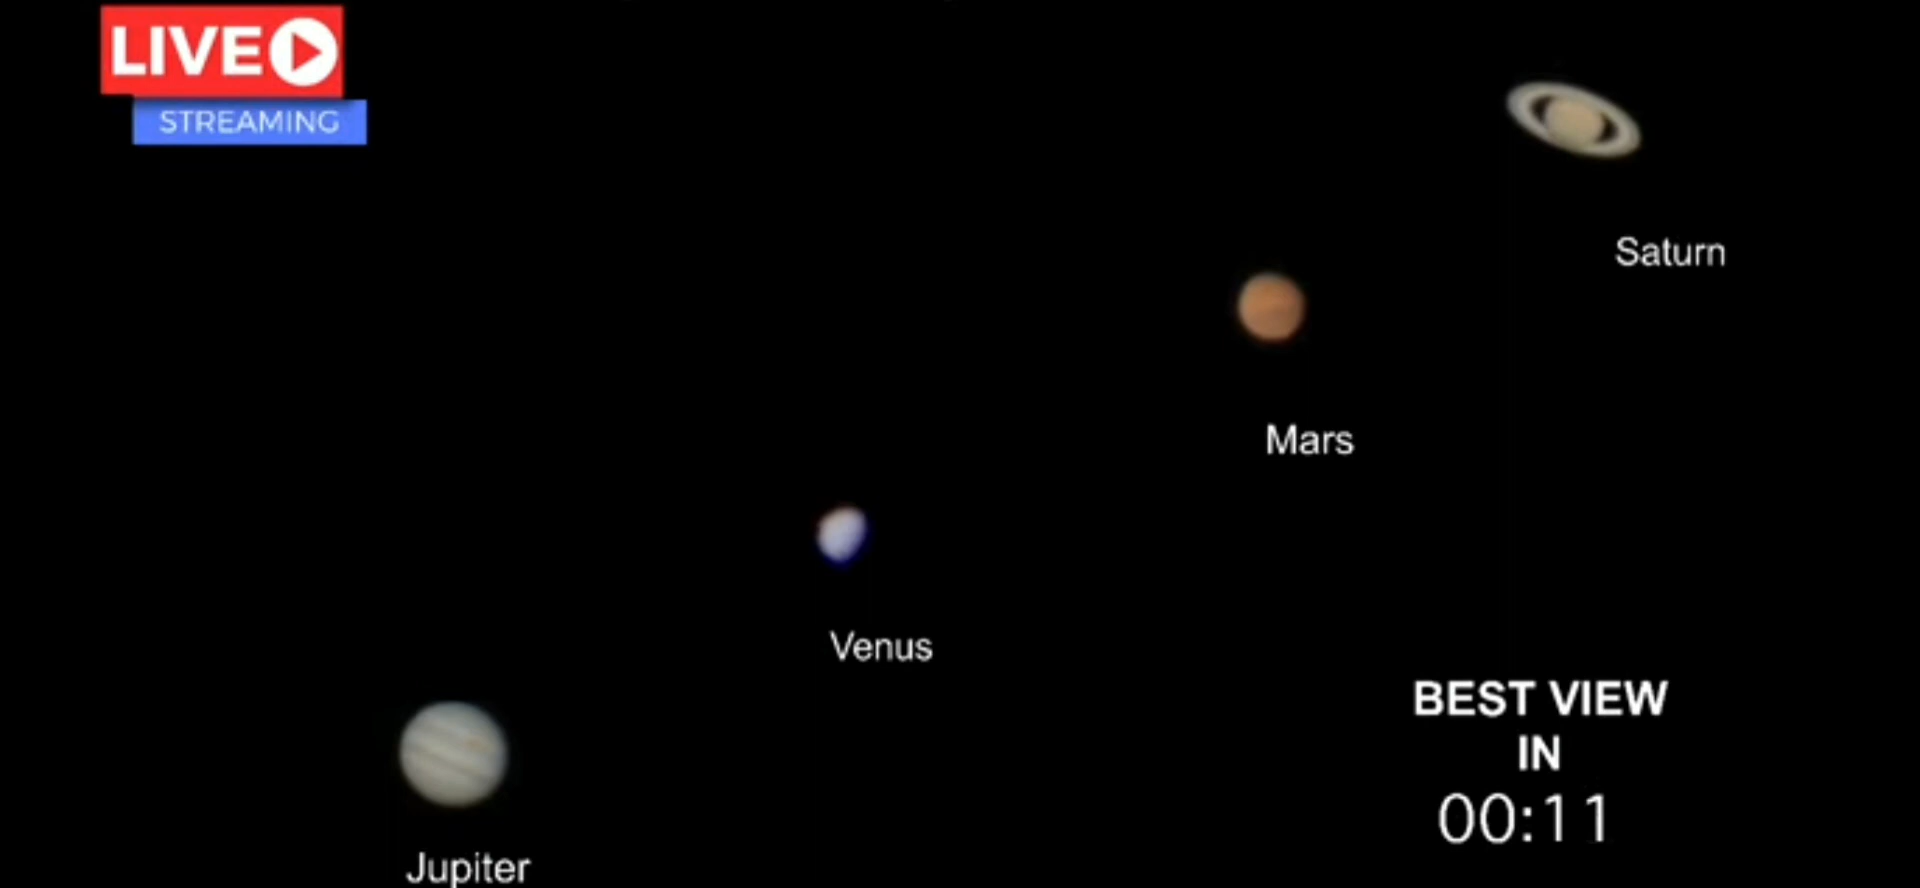 LIVE
STREAMING
Saturn
Mars
Venus
Jupiter
BEST VIEW
IN
00:11